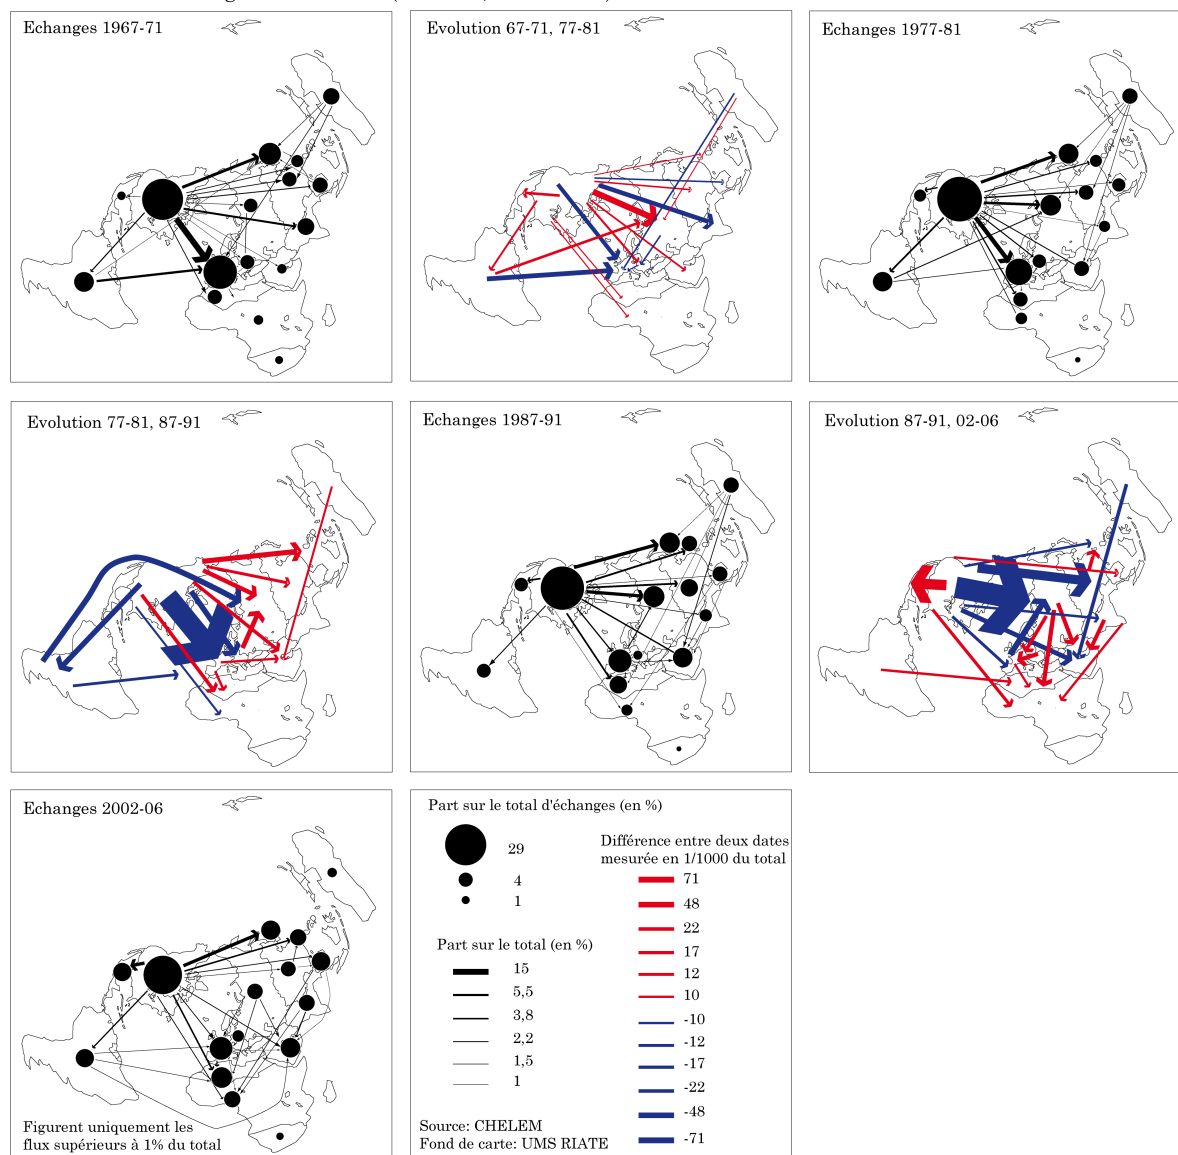 Echanges 1967-71
Evolution 67-71, 77-81
Echanges 1977-81
Evolution 77-81, 87-91
Echanges 1987-91
Evolution 87-91, 02-06
Echanges 2002-06
Figurent uniquement les
flux supérieurs à 1% du total
Part sur le total d'échanges (en %)
29
4
1
Part sur le total (en %)
15
5,5
3,8
2,2
1,5
1
Différence entre deux dates
mesurée en 1/1000 du total
71
48
22
17
12
10
-10
-12
-17
-22
-48
-71
Source: CHELEM
Fond de carte: UMS RIATE